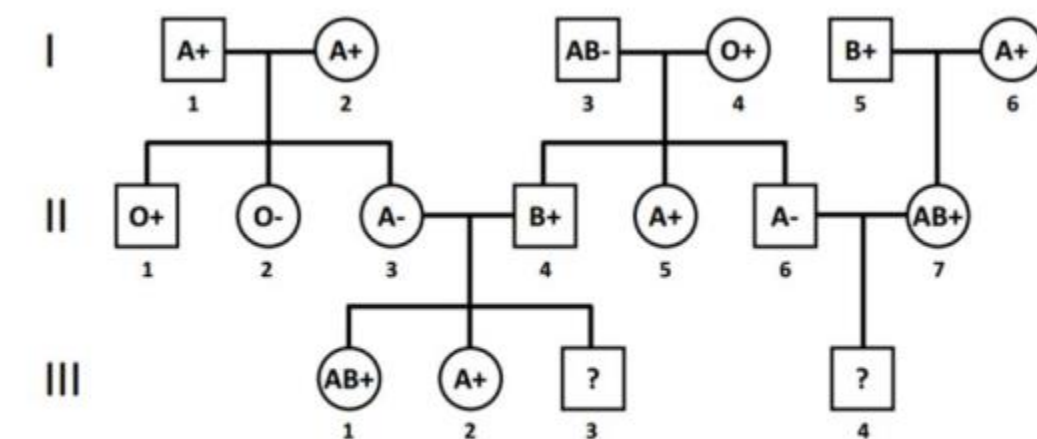 I A+ A+ AB- O+ B+ A+
1 2 3 4 5 6
II O+ O- A- B+ A+ A- AB+
1 2 3 4 5 6 7
III AB+ A+ ? ?
1 2 3 4